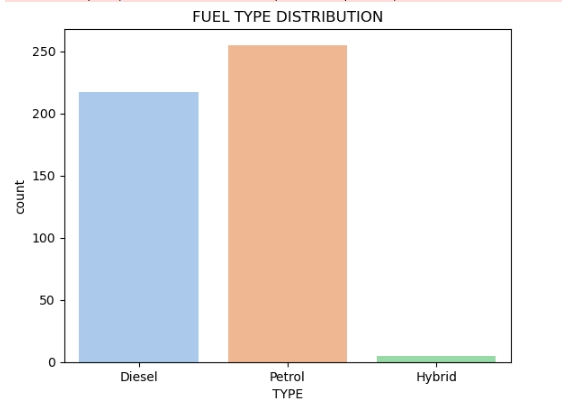 FUEL TYPE DISTRIBUTION
250
200
150
100
50
0
count
Diesel Petrol Hybrid
TYPE